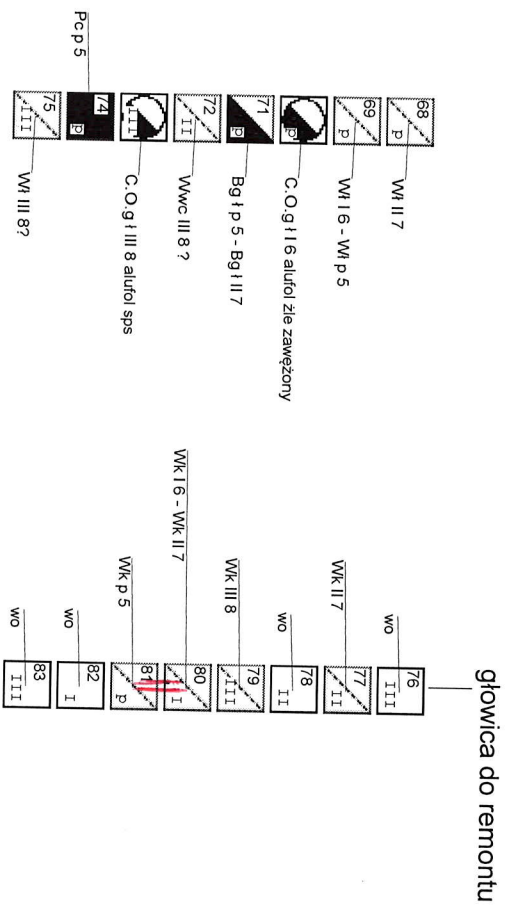 68
p
Wł II 7
69
p
Wł I 6 - Wł p 5
p
C.O.g ł I 6 alufol źle zawężony
71
p
Bg ł p 5 - Bg ł II 7
72
II
Wwc III 8 ?
III
C.O.g ł III 8 alufol sps
74
p
Pc p 5
75
III
Wł III 8?
głowica do remontu
76
III
wo
77
II
Wk II 7
78
II
wo
79
III
Wk III 8
80
I
Wk I 6 - Wk II 7
81
p
Wk p 5
82
I
wo
83
III
wo